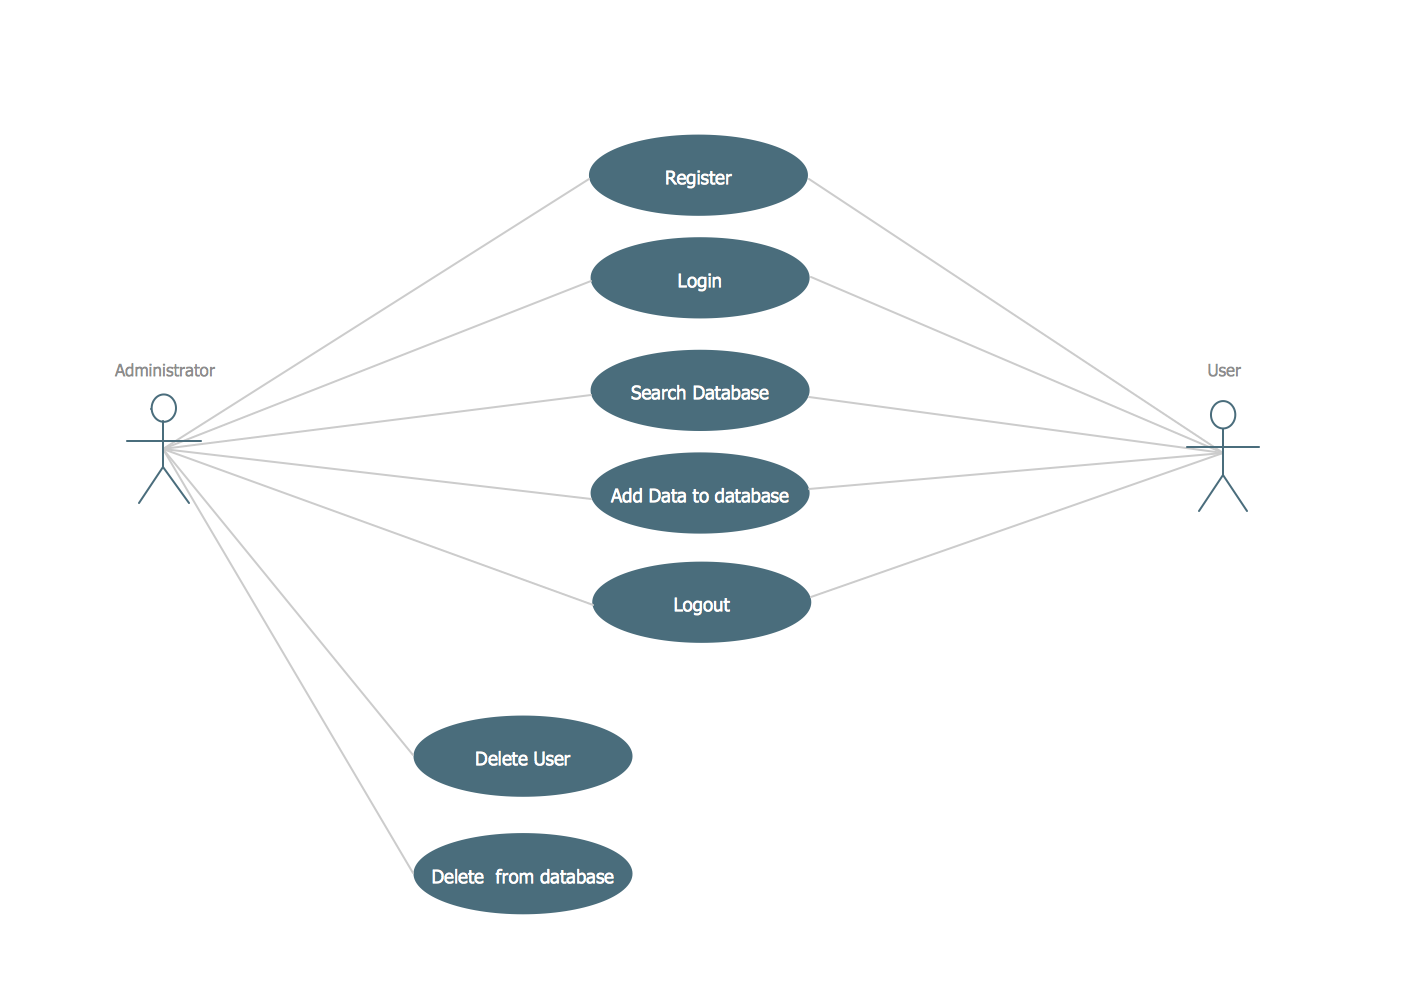 Register
Login
Administrator
User
Search Database
Add Data to database
Logout
Delete User
Delete  from database